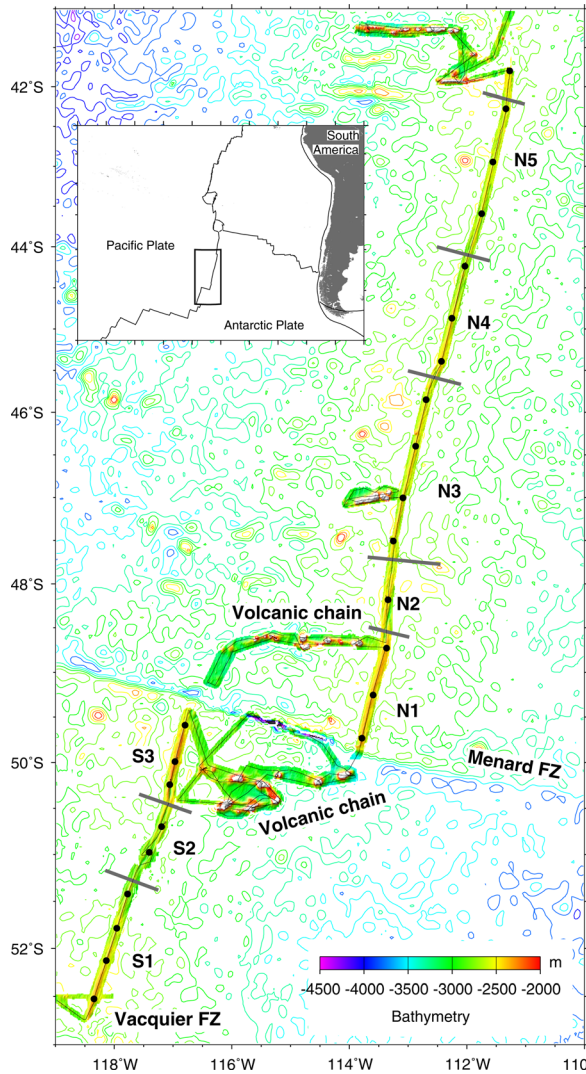 42°S
South
America
N5
Pacific Plate
44°S
N4
Antarctic Plate
46°S
N3
48°S
N2
Volcanic chain
N1
50°S
S3
Menard FZ
Volcanic chain
S2
52°S
S1
m
-4500 -4000 -3500 -3000 -2500 -2000
Bathymetry
Vacquier FZ
118°W 116°W 114°W 112°W 110